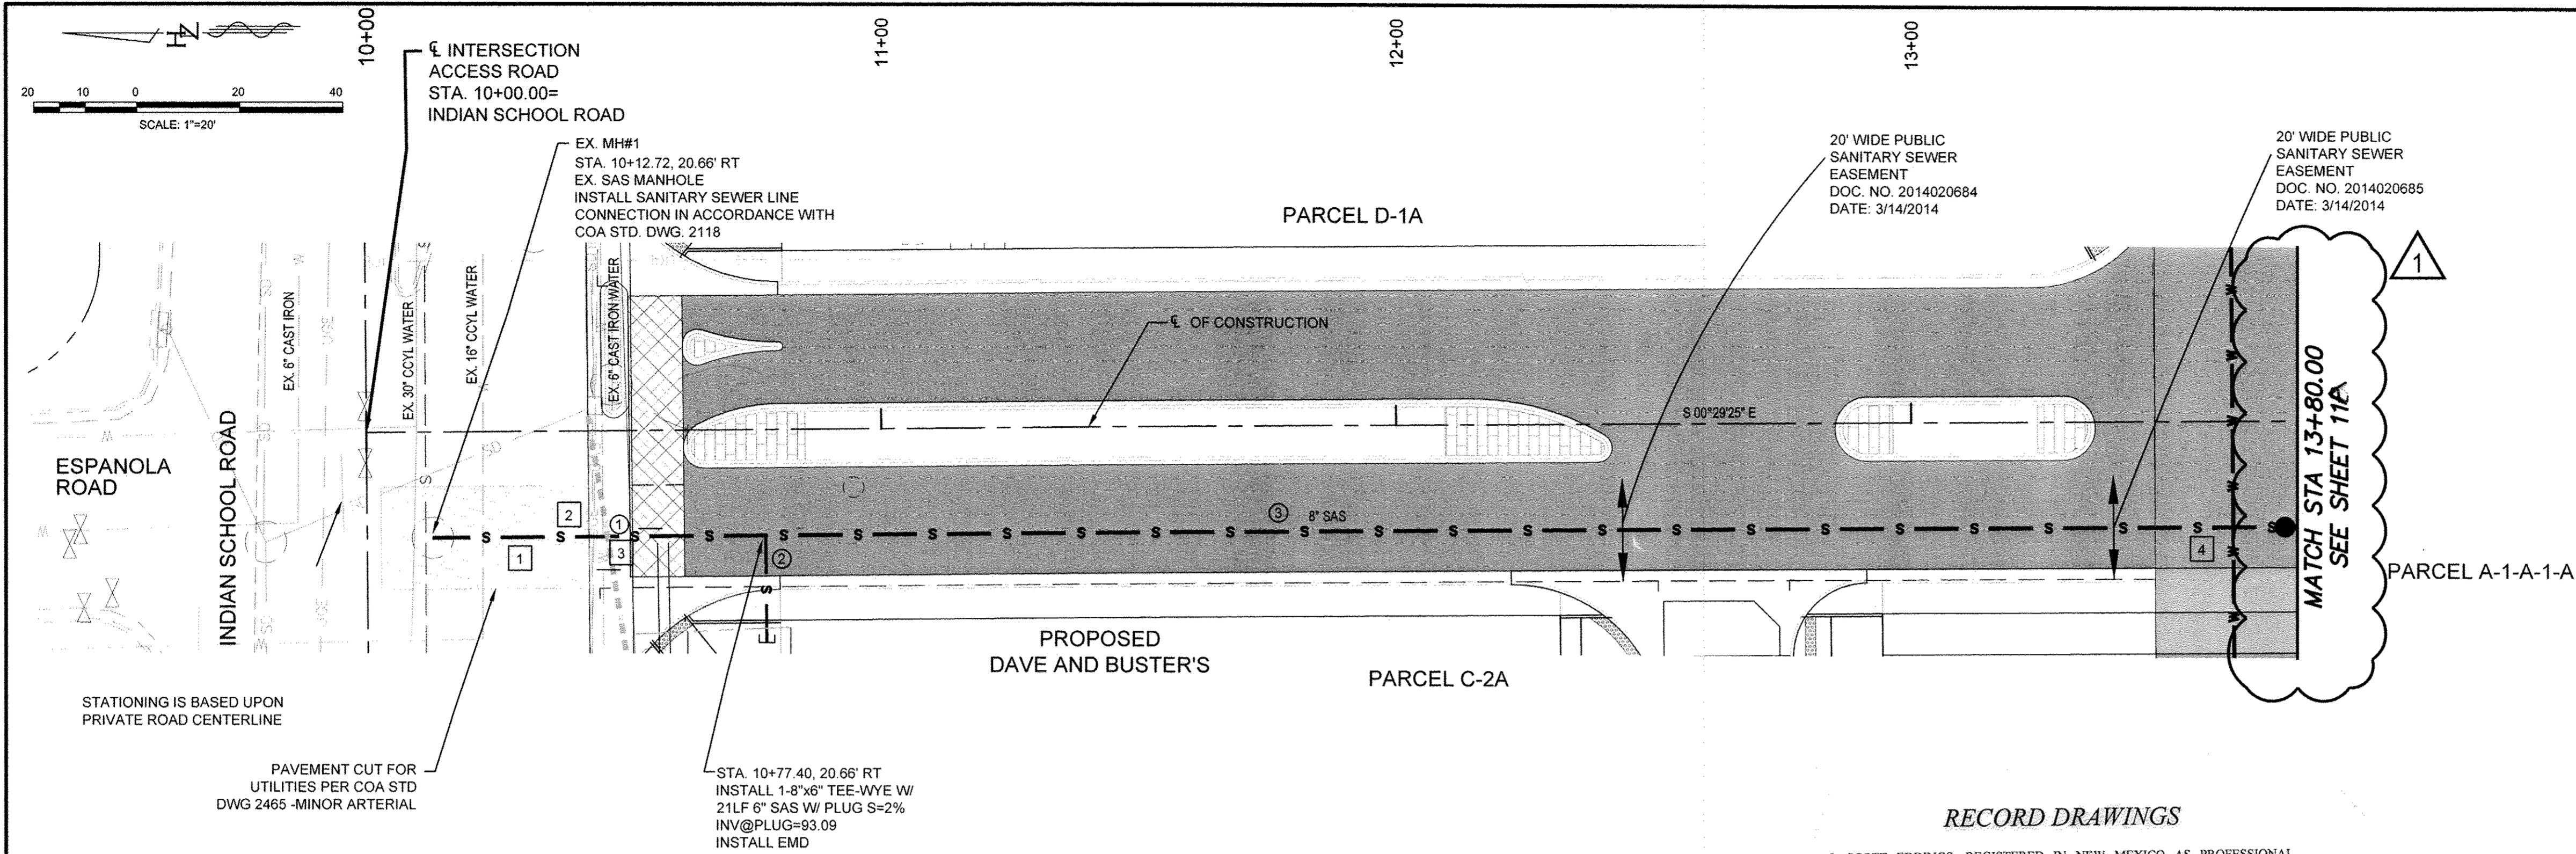 10+00
11+00
12+00
13+00
N
20 10 0 20 40
SCALE: 1"=20'
℄ INTERSECTION
ACCESS ROAD
STA. 10+00.00=
INDIAN SCHOOL ROAD
EX. MH#1
STA. 10+12.72, 20.66' RT
EX. SAS MANHOLE
INSTALL SANITARY SEWER LINE
CONNECTION IN ACCORDANCE WITH
COA STD. DWG. 2118
PARCEL D-1A
20' WIDE PUBLIC
SANITARY SEWER
EASEMENT
DOC. NO. 2014020684
DATE: 3/14/2014
20' WIDE PUBLIC
SANITARY SEWER
EASEMENT
DOC. NO. 2014020685
DATE: 3/14/2014
1
EX. 6" CAST IRON
EX. 30" CCYL WATER
EX. 16" CCYL WATER
EX. 6" CAST IRON WATER
℄ OF CONSTRUCTION
S 00°29'25" E
ESPANOLA
ROAD
INDIAN SCHOOL ROAD
SD
UGE
W
S
1
2
1
3
2
3
8" SAS
4
MATCH STA 13+80.00
SEE SHEET 11A
PARCEL A-1-A-1-A
PROPOSED
DAVE AND BUSTER'S
PARCEL C-2A
STATIONING IS BASED UPON
PRIVATE ROAD CENTERLINE
PAVEMENT CUT FOR
UTILITIES PER COA STD
DWG 2465 -MINOR ARTERIAL
STA. 10+77.40, 20.66' RT
INSTALL 1-8"x6" TEE-WYE W/
21LF 6" SAS W/ PLUG S=2%
INV@PLUG=93.09
INSTALL EMD
RECORD DRAWINGS